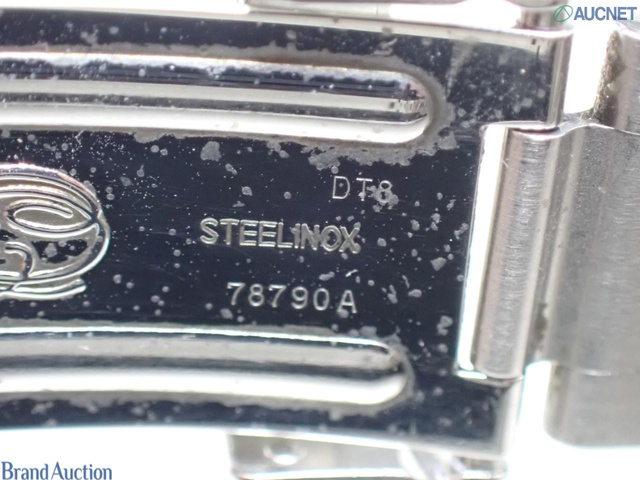 AUCNET
DT8
STEELINOX
78790A
Brand Auction